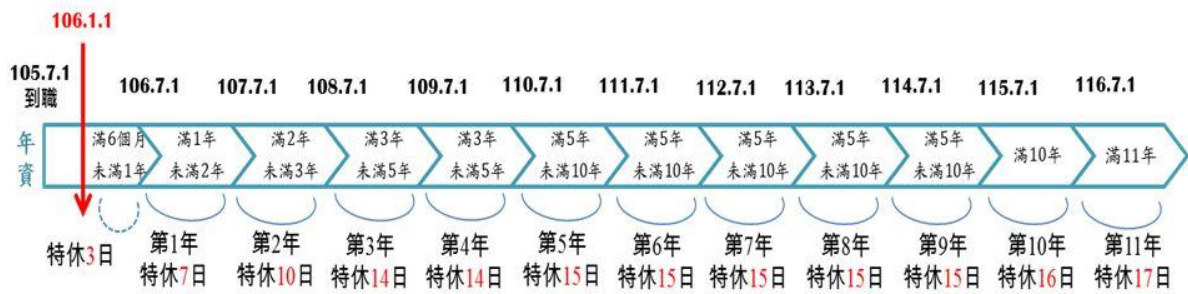 106.1.1
105.7.1
到職
106.7.1 107.7.1 108.7.1 109.7.1 110.7.1 111.7.1 112.7.1 113.7.1 114.7.1 115.7.1 116.7.1
年資
滿6個月 滿1年 滿2年 滿3年 滿3年 滿5年 滿5年 滿5年 滿5年 滿5年 滿10年 滿11年
未滿1年 未滿2年 未滿3年 未滿5年 未滿5年 未滿10年 未滿10年 未滿10年 未滿10年 未滿10年
特休3日
第1年 第2年 第3年 第4年 第5年 第6年 第7年 第8年 第9年 第10年 第11年
特休7日 特休10日 特休14日 特休14日 特休15日 特休15日 特休15日 特休15日 特休15日 特休16日 特休17日